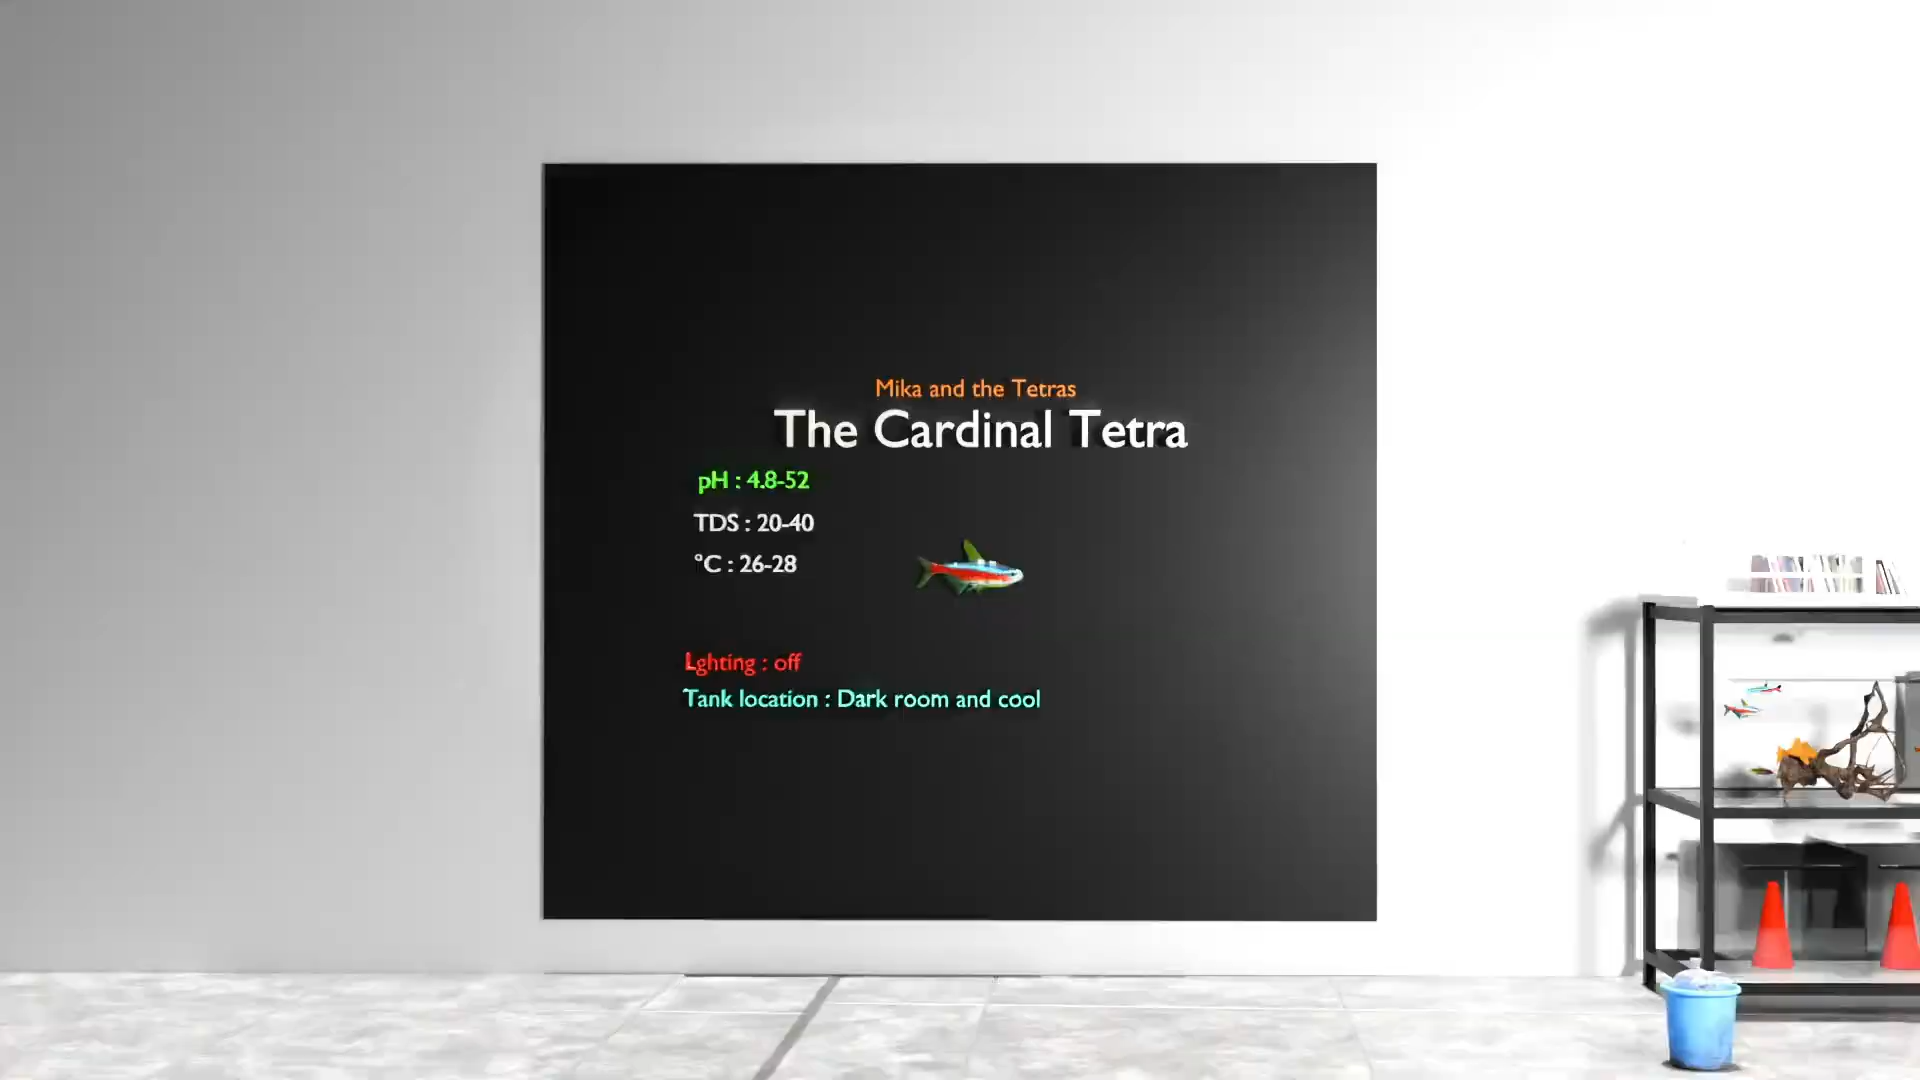 Mika and the Tetras
The Cardinal Tetra
pH : 4.8-52
TDS : 20-40
°C : 26-28
Lghting : off
Tank location : Dark room and cool